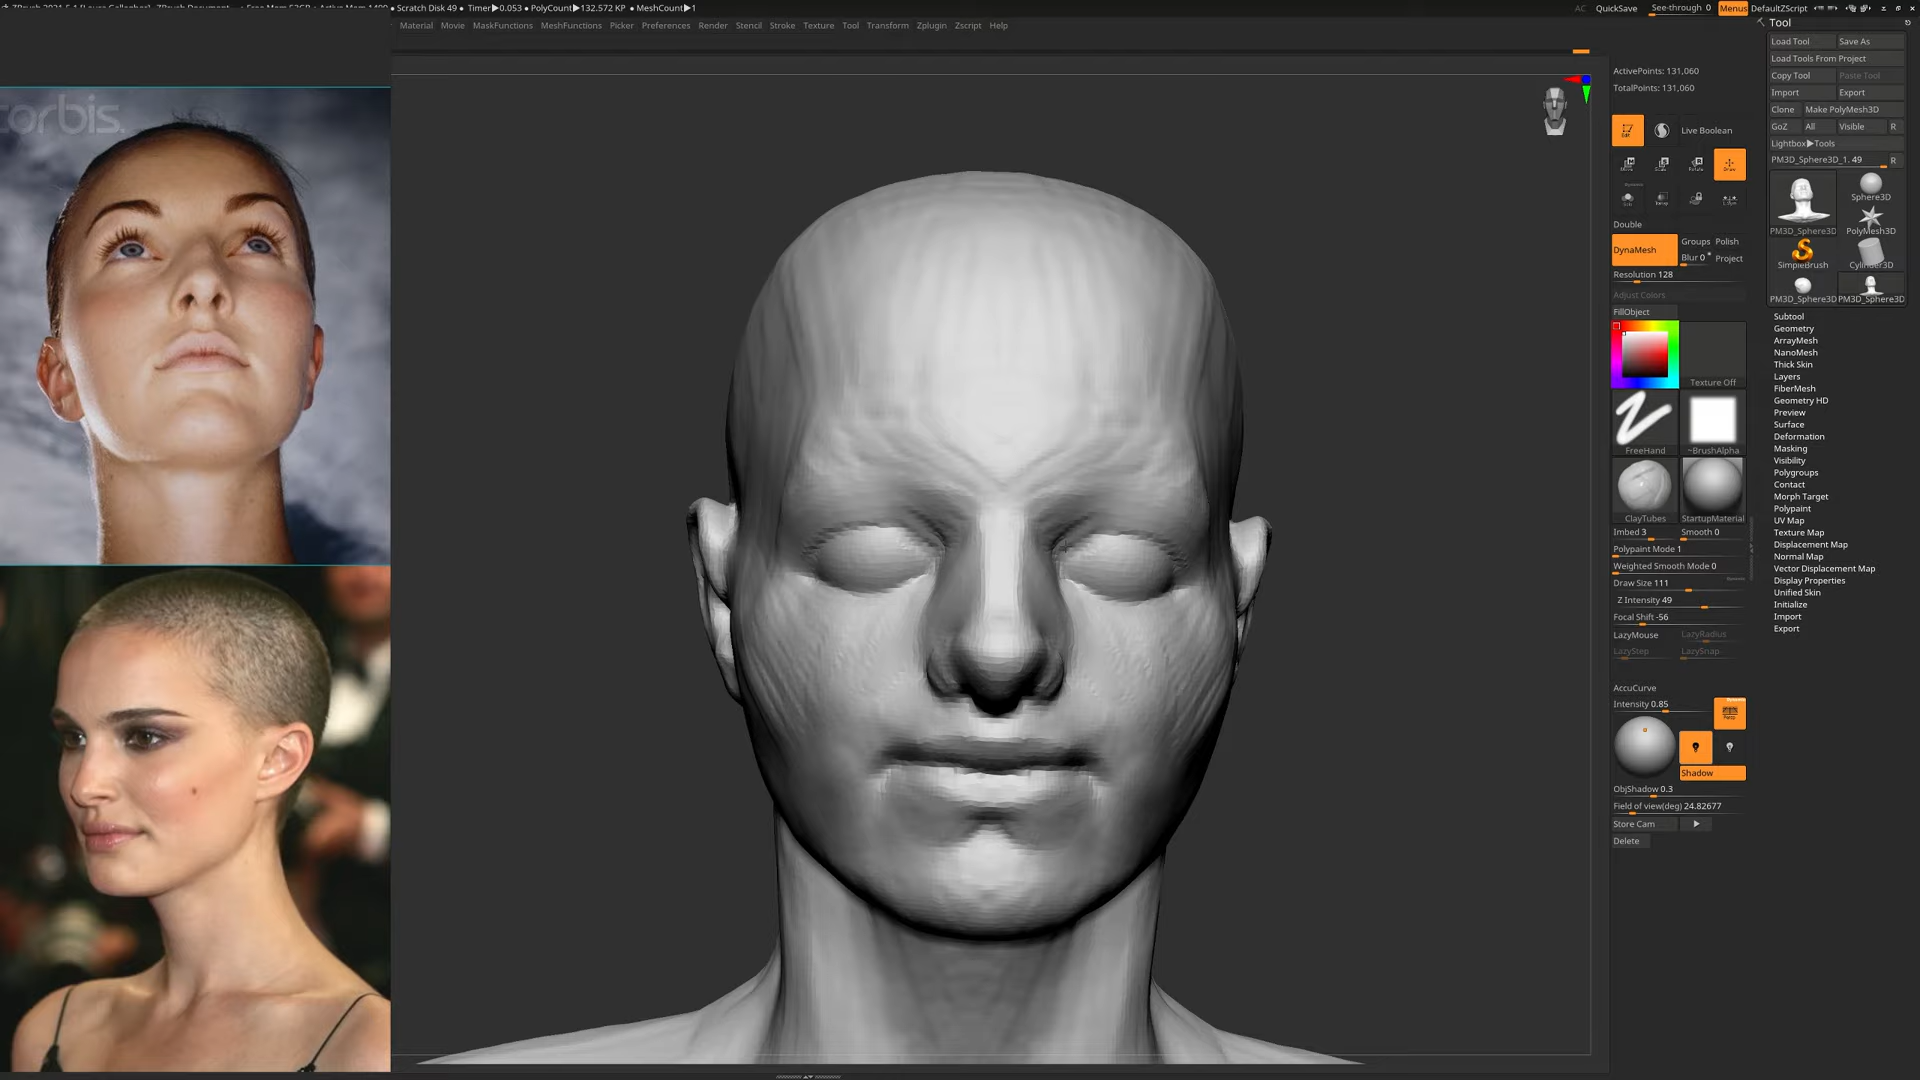 • Scratch Disk 49 • Timer▶0.053 • PolyCount▶132.572 KP • MeshCount▶1
AC QuickSave See-through 0 Menus DefaultZScript
Material Movie MaskFunctions MeshFunctions Picker Preferences Render Stencil Stroke Texture Tool Transform Zplugin Zscript Help
corbis.
ActivePoints: 131,060
TotalPoints: 131,060
Edit
Live Boolean
Move Scale Rotate Draw
Double
DynaMesh
Groups Polish
Blur 0 Project
Resolution 128
Adjust Colors
FillObject
Texture Off
FreeHand ~BrushAlpha
ClayTubes StartupMaterial
Imbed 3 Smooth 0
Polypaint Mode 1
Weighted Smooth Mode 0
Draw Size 111
Z Intensity 49
Focal Shift -56
LazyMouse LazyRadius
LazyStep LazySnap
AccuCurve
Intensity 0.85
Persp
Shadow
ObjShadow 0.3
Field of view(deg) 24.82677
Store Cam
Delete
Tool
Load Tool Save As
Load Tools From Project
Copy Tool Paste Tool
Import Export
Clone Make PolyMesh3D
GoZ All Visible R
Lightbox▶Tools
PM3D_Sphere3D_1. 49 R
Sphere3D
PM3D_Sphere3D PolyMesh3D
SimpleBrush Cylinder3D
PM3D_Sphere3D PM3D_Sphere3D
Subtool
Geometry
ArrayMesh
NanoMesh
Thick Skin
Layers
FiberMesh
Geometry HD
Preview
Surface
Deformation
Masking
Visibility
Polygroups
Contact
Morph Target
Polypaint
UV Map
Texture Map
Displacement Map
Normal Map
Vector Displacement Map
Display Properties
Unified Skin
Initialize
Import
Export